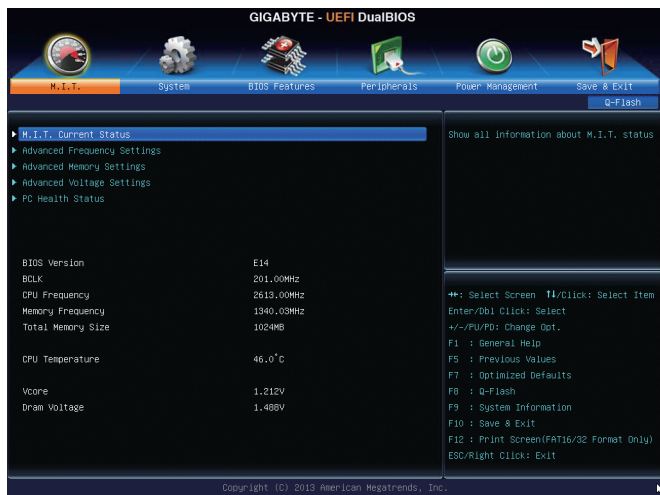 GIGABYTE - UEFI DualBIOS
M.I.T. System BIOS Features Peripherals Power Management Save & Exit
Q-Flash
M.I.T. Current Status
Advanced Frequency Settings
Advanced Memory Settings
Advanced Voltage Settings
PC Health Status
BIOS Version E14
BCLK 201.00MHz
CPU Frequency 2613.00MHz
Memory Frequency 1340.03MHz
Total Memory Size 1024MB
CPU Temperature 46.0°C
Vcore 1.212V
Dram Voltage 1.488V
Show all information about M.I.T. status
→←: Select Screen ↑↓/Click: Select Item
Enter/Dbl Click: Select
+/-/PU/PD: Change Opt.
F1 : General Help
F5 : Previous Values
F7 : Optimized Defaults
F8 : Q-Flash
F9 : System Information
F10 : Save & Exit
F12 : Print Screen(FAT16/32 Format Only)
ESC/Right Click: Exit
Copyright (C) 2013 American Megatrends, Inc.